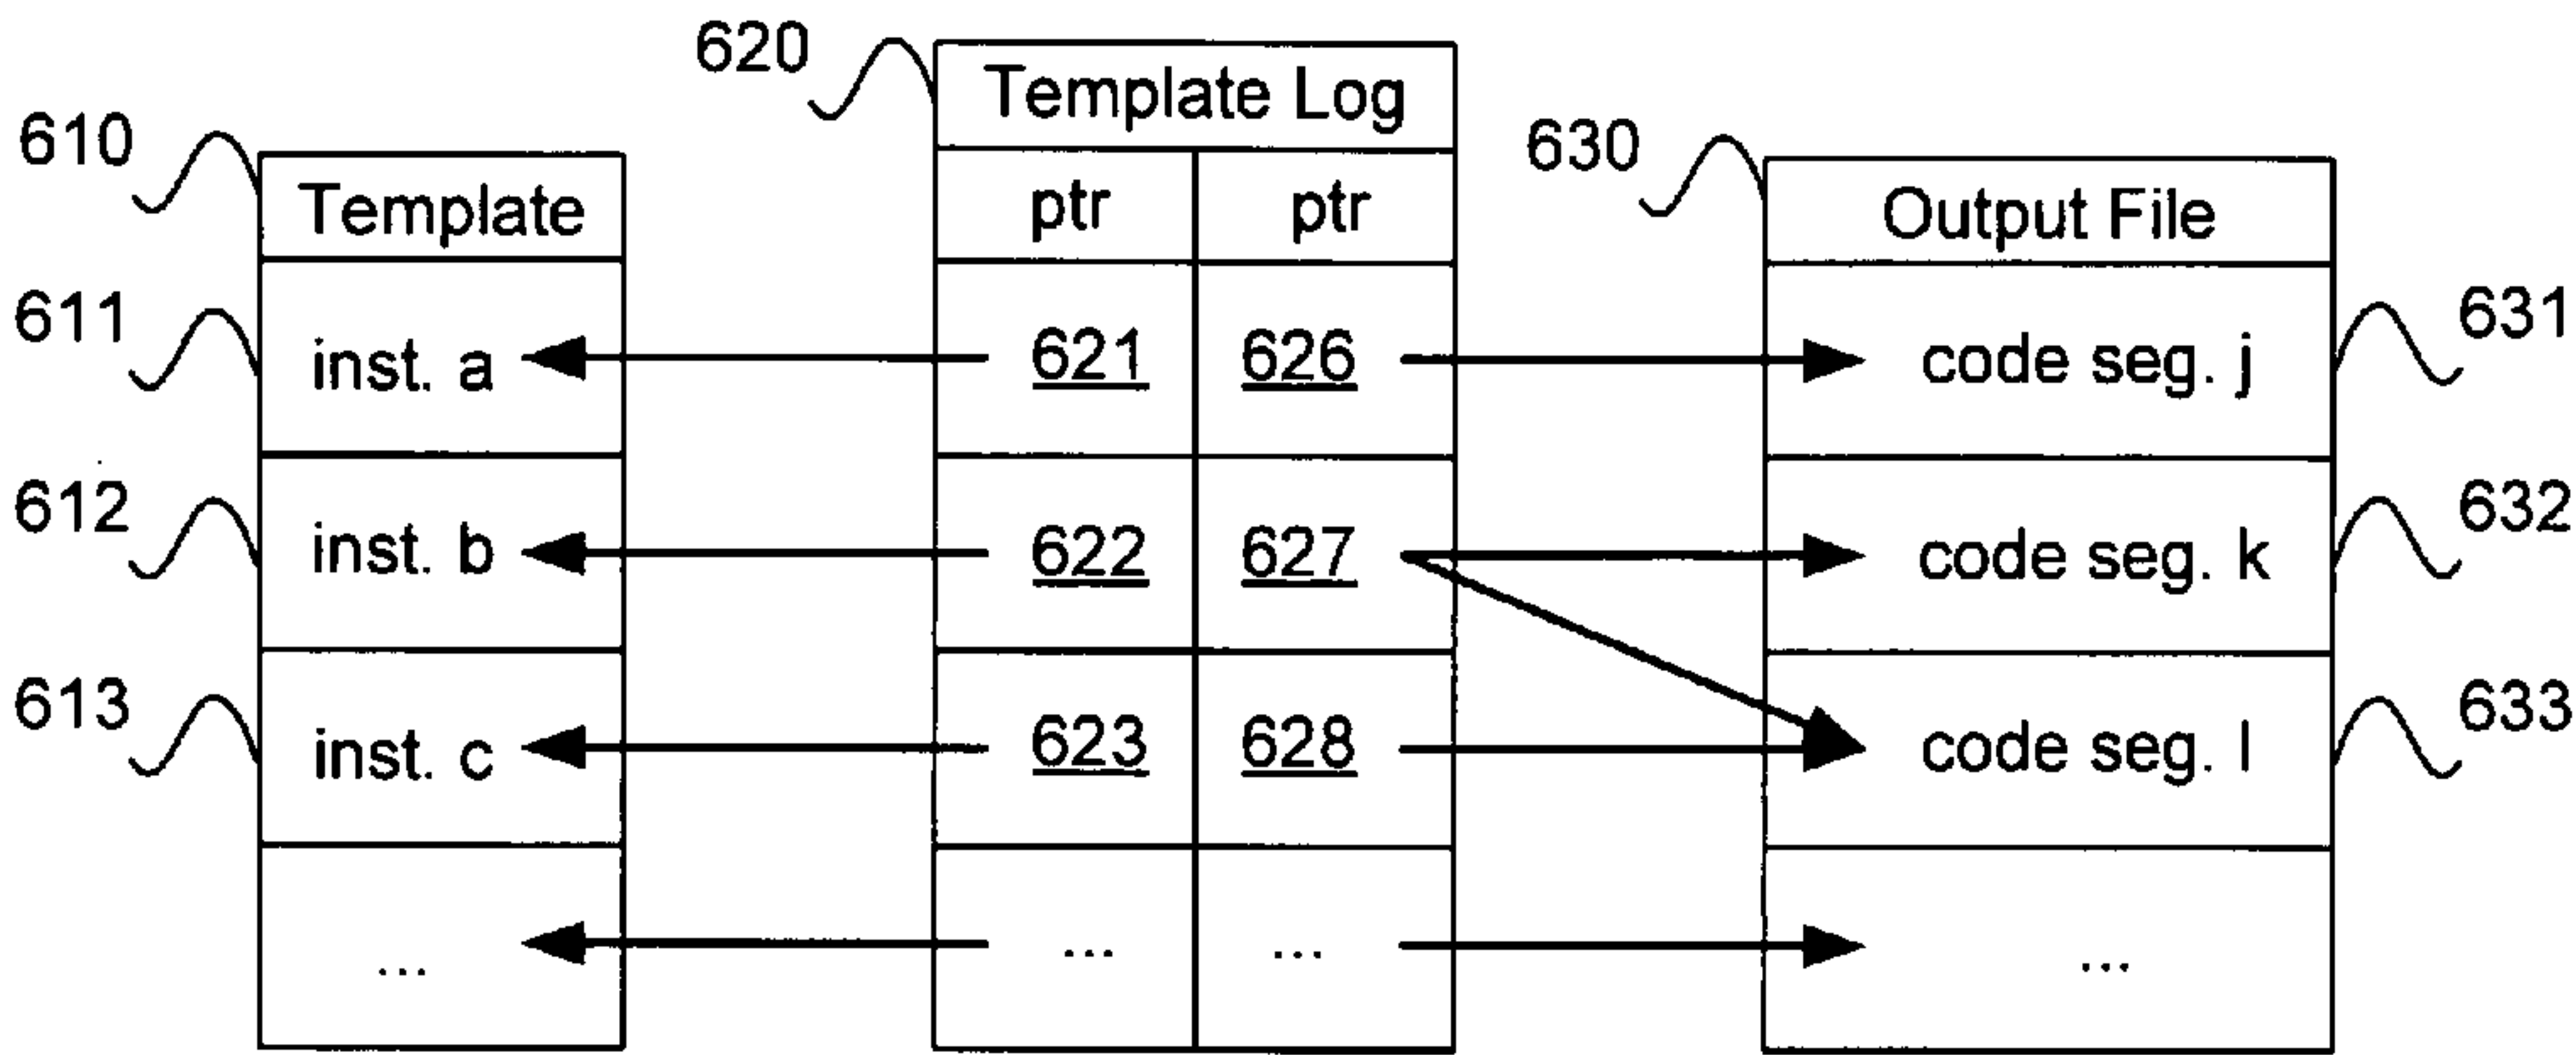 620 Template Log
610 Template ptr ptr 630 Output File
611 inst. a 621 626 code seg. j 631
612 inst. b 622 627 code seg. k 632
613 inst. c 623 628 code seg. l 633
... ... ... ...